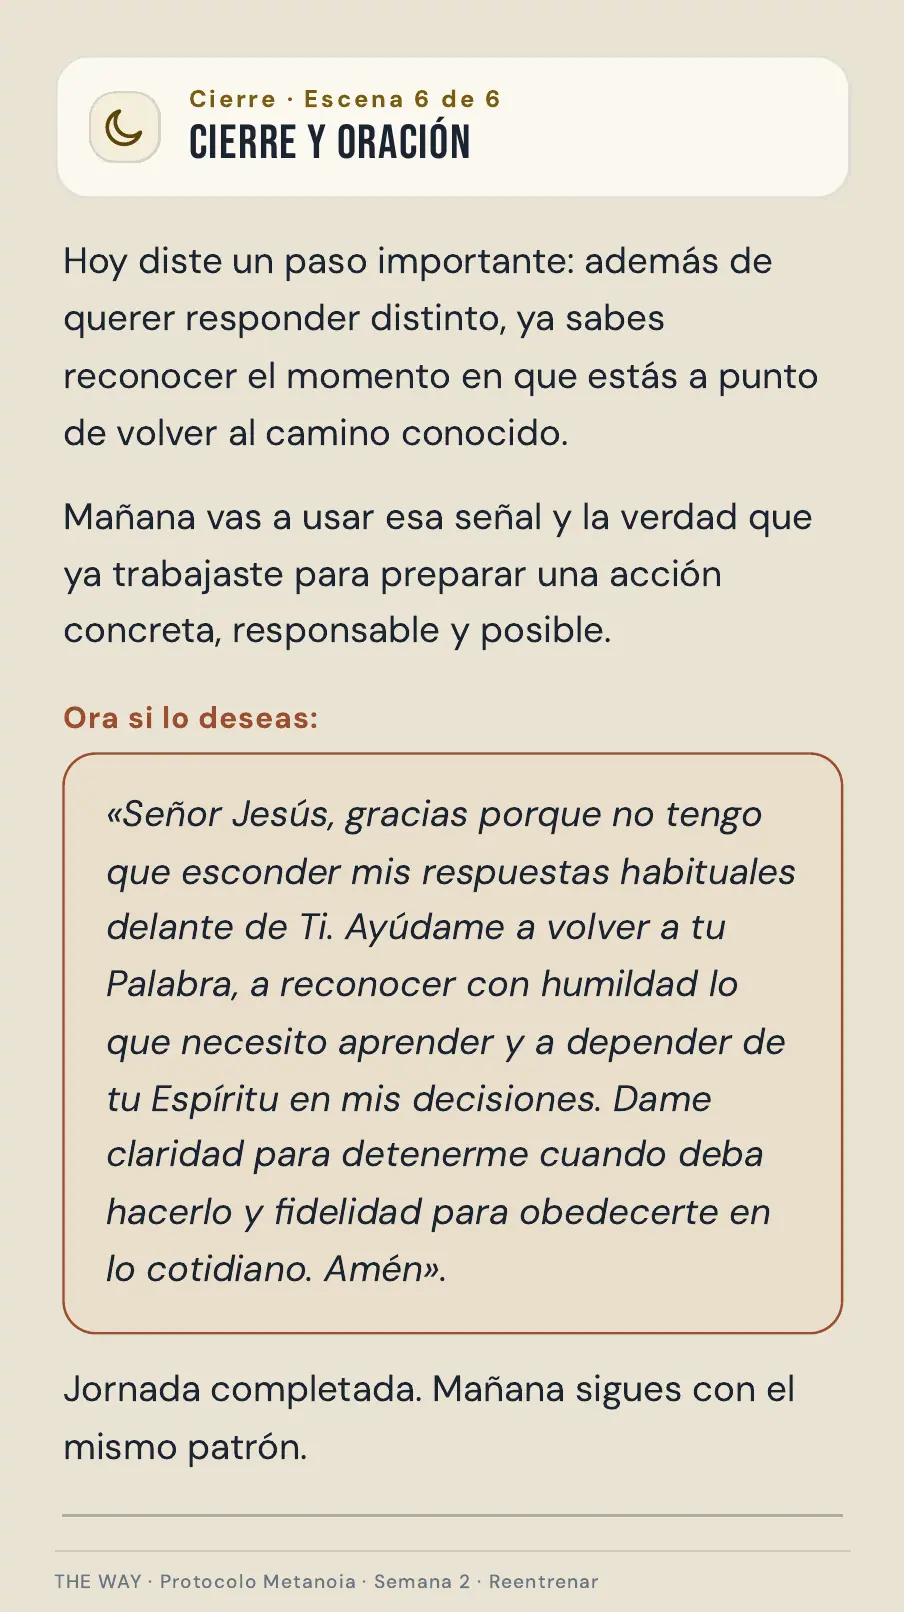 Cierre · Escena 6 de 6
CIERRE Y ORACIÓN
Hoy diste un paso importante: además de
querer responder distinto, ya sabes
reconocer el momento en que estás a punto
de volver al camino conocido.
Mañana vas a usar esa señal y la verdad que
ya trabajaste para preparar una acción
concreta, responsable y posible.
Ora si lo deseas:
«Señor Jesús, gracias porque no tengo
que esconder mis respuestas habituales
delante de Ti. Ayúdame a volver a tu
Palabra, a reconocer con humildad lo
que necesito aprender y a depender de
tu Espíritu en mis decisiones. Dame
claridad para detenerme cuando deba
hacerlo y fidelidad para obedecerte en
lo cotidiano. Amén».
Jornada completada. Mañana sigues con el
mismo patrón.
THE WAY · Protocolo Metanoia · Semana 2 · Reentrenar